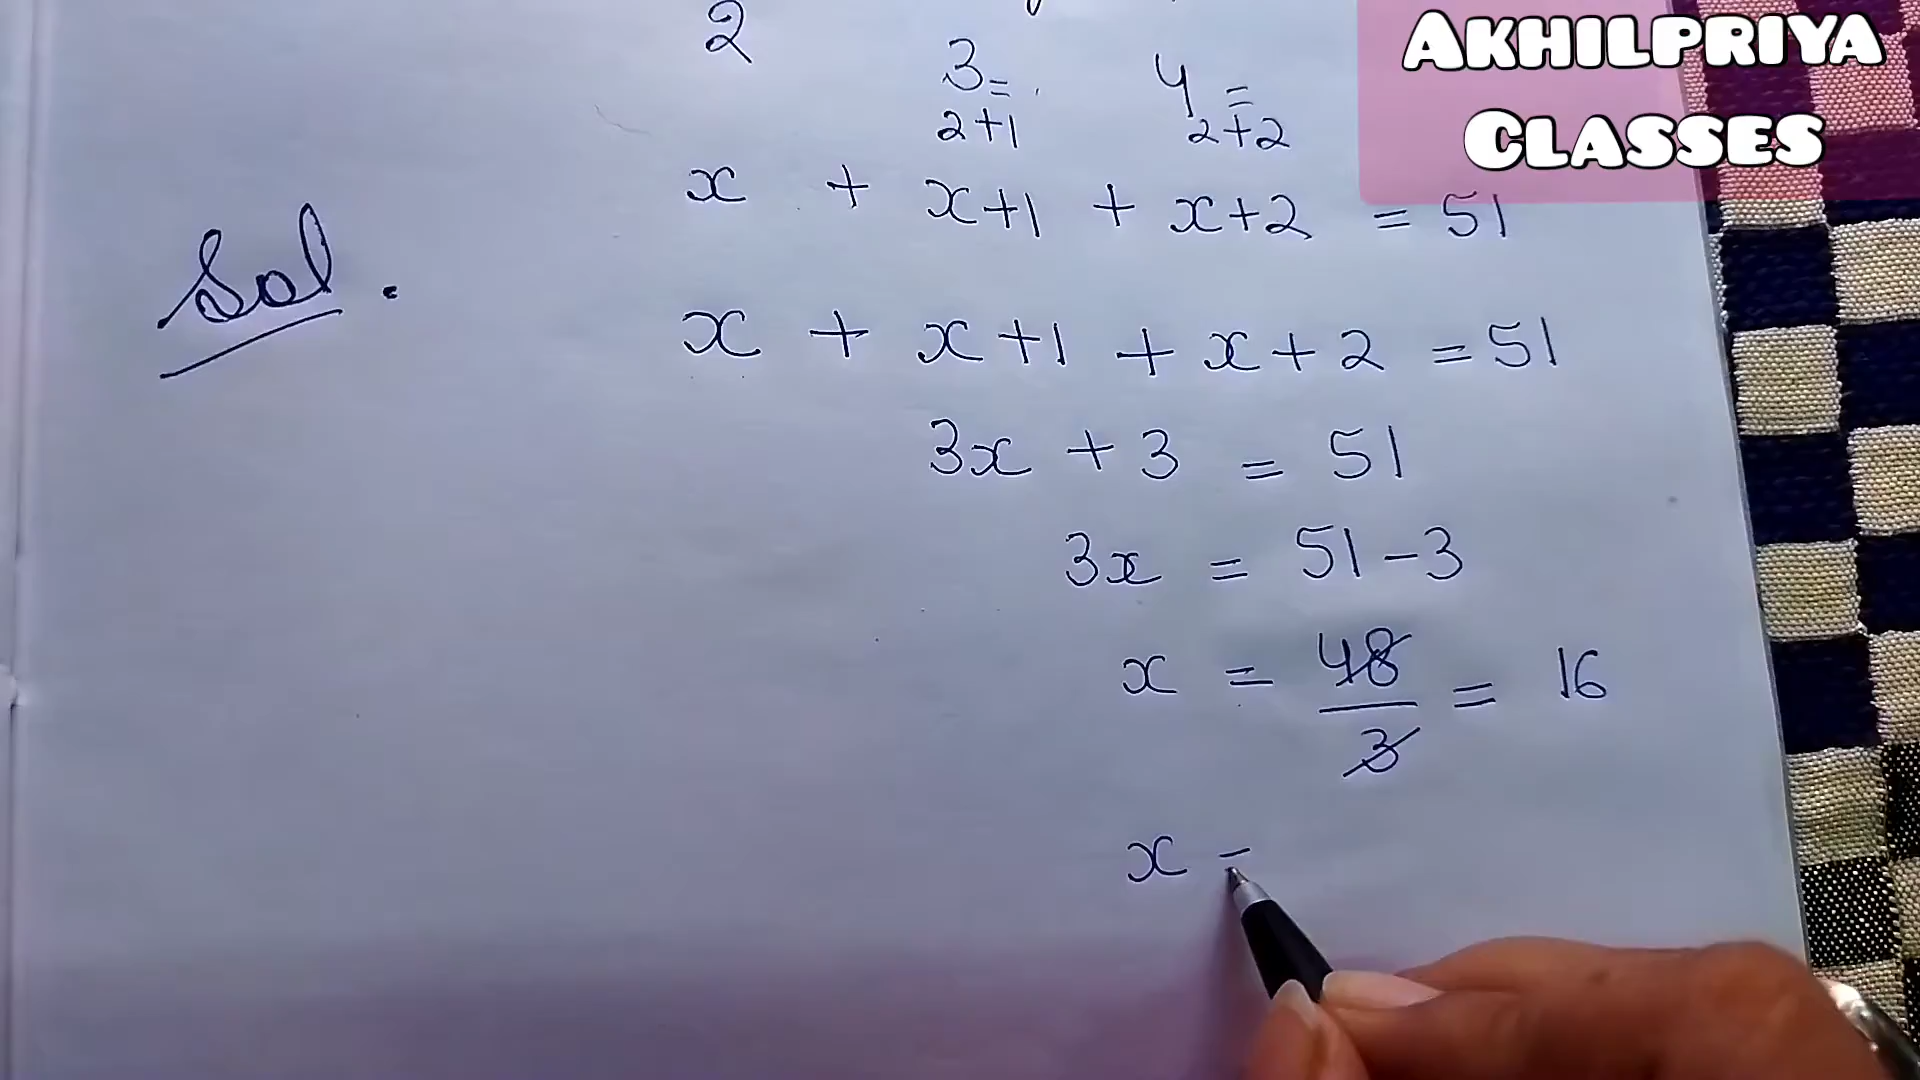 AKHILPRIYA
CLASSES
2
3 = 4 =
2+1 2+2
x + x+1 + x+2 = 51
Sol.
x + x+1 + x+2 = 51
3x + 3 = 51
3x = 51-3
x = 48/3 = 16
x =